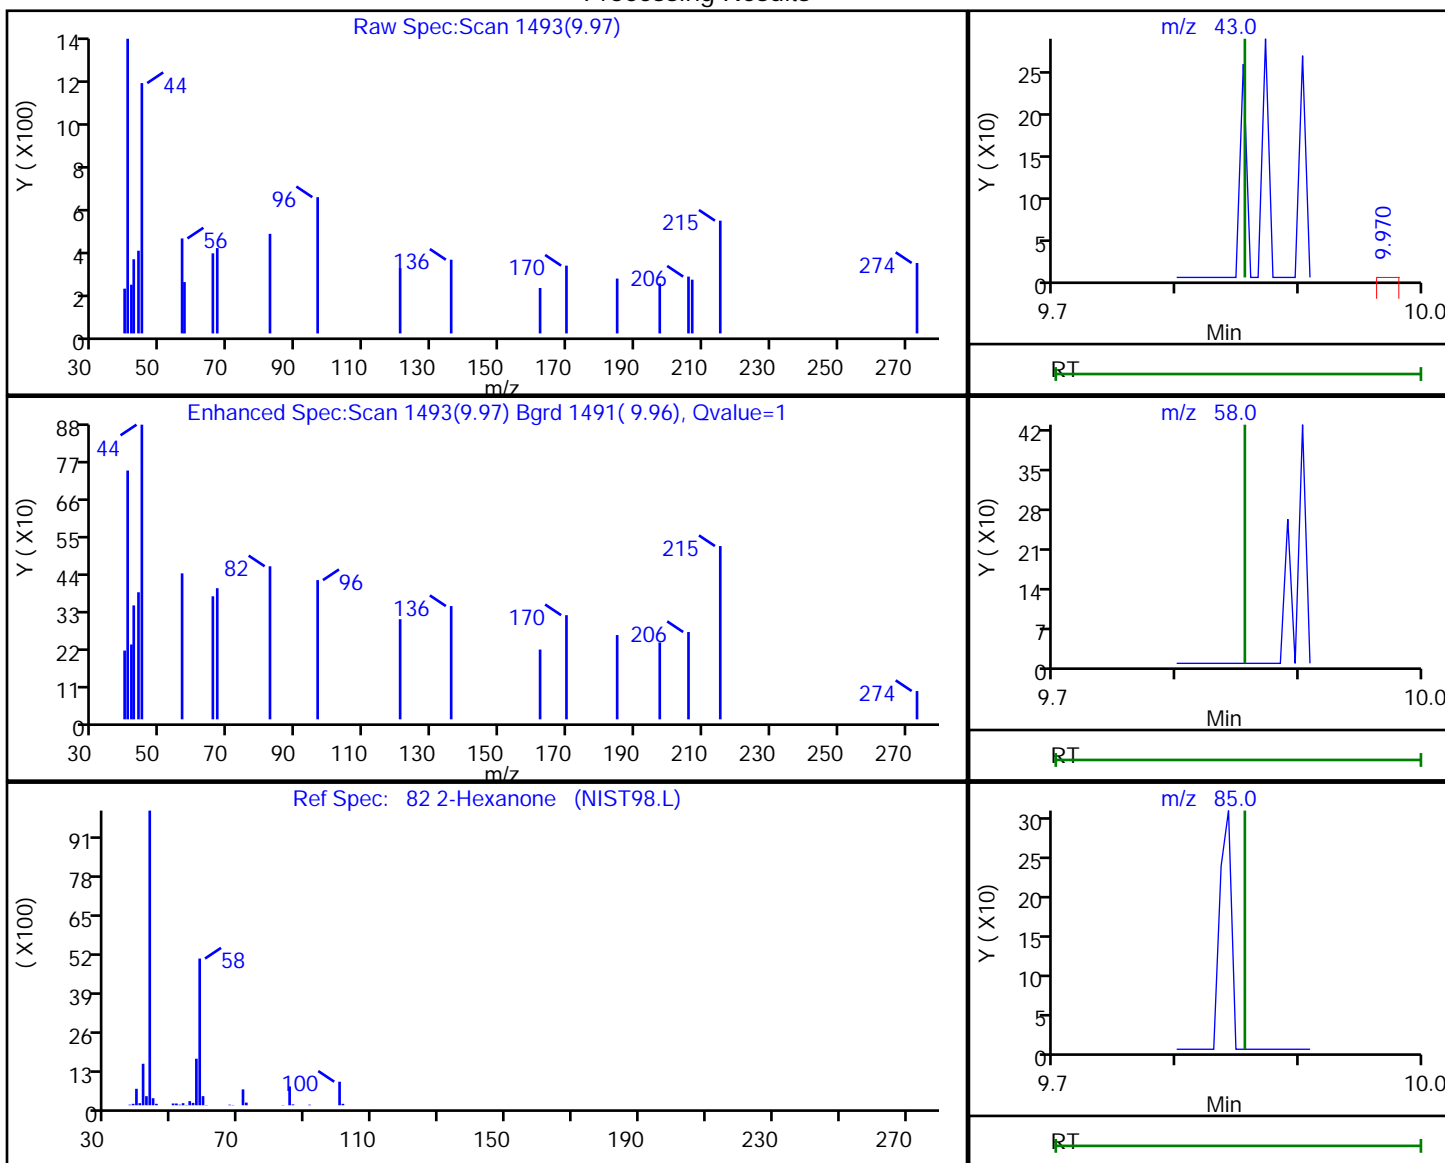 Processing Results
Raw Spec:Scan 1493(9.97)
14
12
10
8
6
4
2
0
Y ( X100)
44
56
96
136
170
206
215
274
30 50 70 90 110 130 150 170 190 210 230 250 270
m/z
m/z 43.0
25
20
15
10
5
0
Y ( X10)
9.970
9.7 10.0
Min
RT
Enhanced Spec:Scan 1493(9.97) Bgrd 1491( 9.96), Qvalue=1
88
77
66
55
44
33
22
11
0
Y ( X10)
44
82
96
136
170
206
215
274
30 50 70 90 110 130 150 170 190 210 230 250 270
m/z
m/z 58.0
42
35
28
21
14
7
0
Y ( X10)
9.7 10.0
Min
RT
Ref Spec: 82 2-Hexanone (NIST98.L)
91
78
65
52
39
26
13
0
( X100)
58
100
30 70 110 150 190 230 270
m/z 85.0
30
25
20
15
10
5
0
Y ( X10)
9.7 10.0
Min
RT